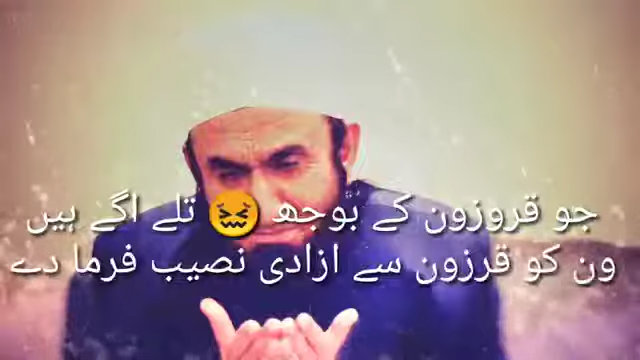 جو قروزون کے بوجھ 😖 تلے اگے ہیں
ون کو قرزون سے ازادی نصیب فرما دے